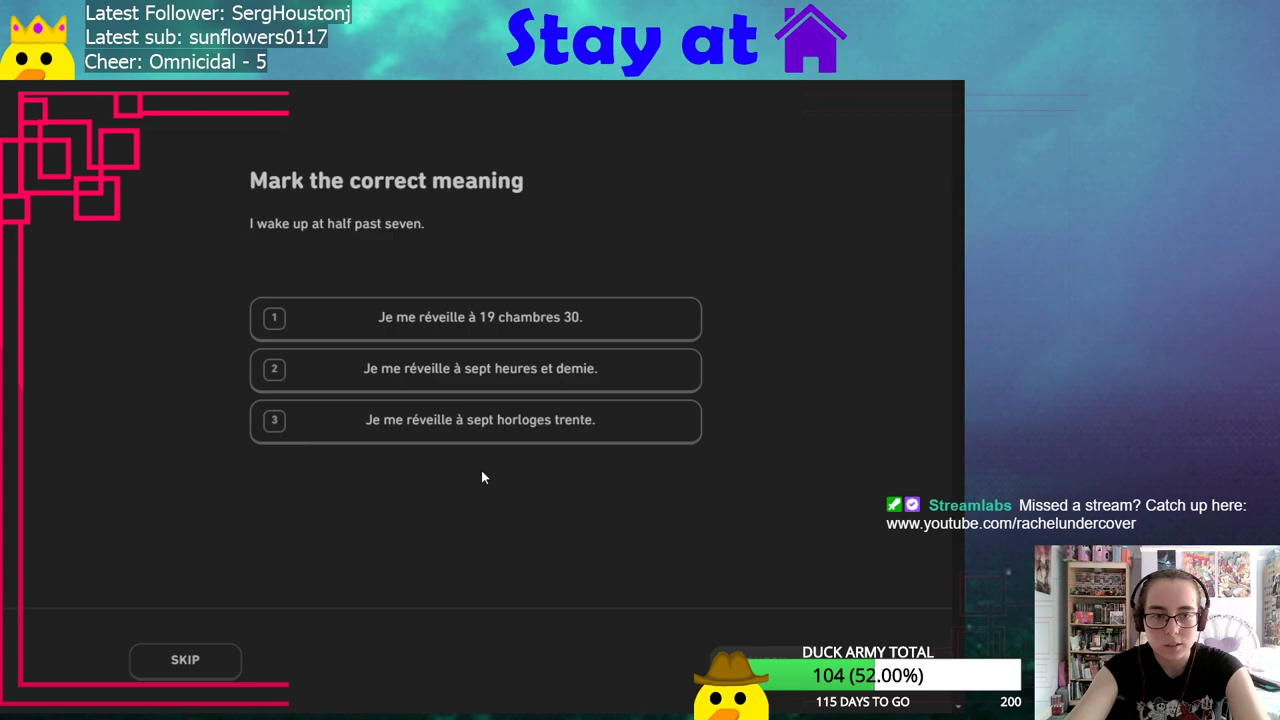 Latest Follower: SergHoustonj
Latest sub: sunflowers0117
Cheer: Omnicidal - 5
Stay at
Mark the correct meaning
I wake up at half past seven.
1 Je me réveille à 19 chambres 30.
2 Je me réveille à sept heures et demie.
3 Je me réveille à sept horloges trente.
Streamlabs Missed a stream? Catch up here:
www.youtube.com/rachelundercover
SKIP
DUCK ARMY TOTAL
104 (52.00%)
115 DAYS TO GO 200